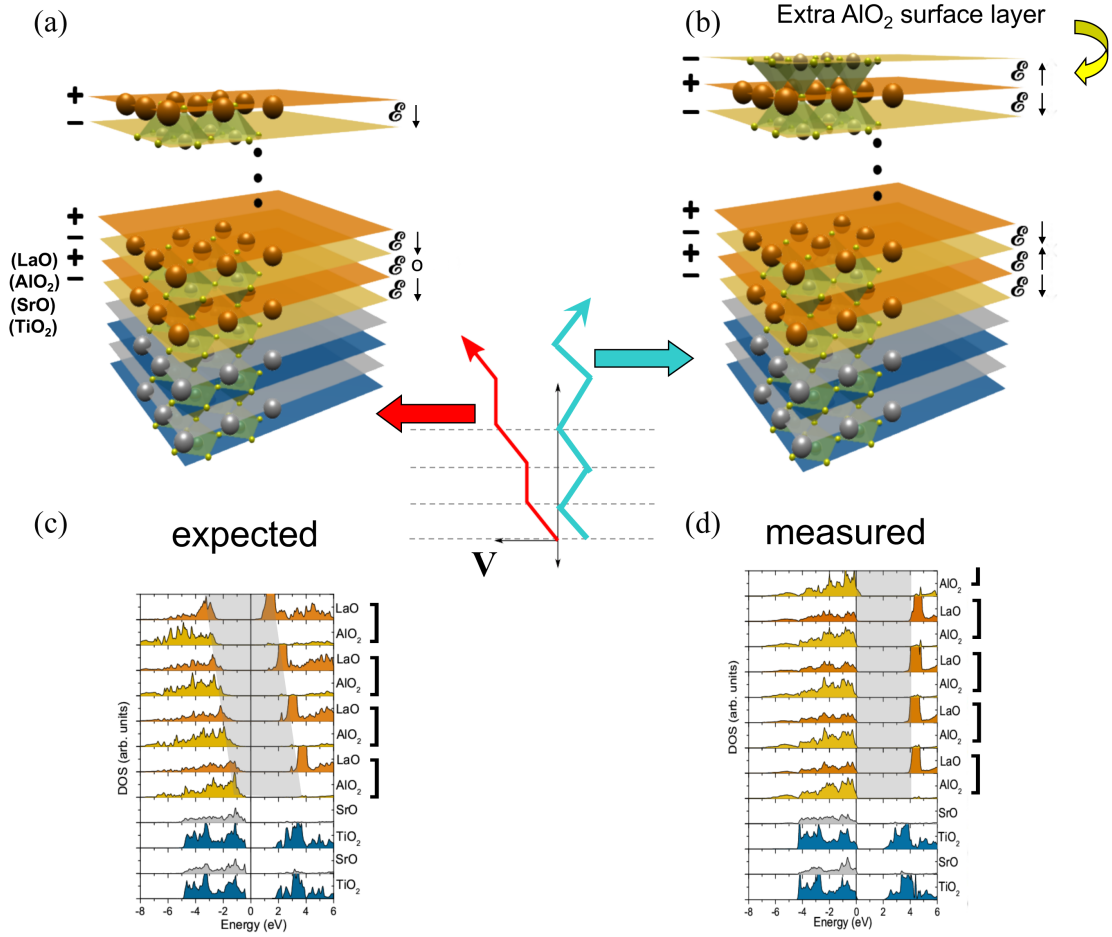 (a)
(b)
Extra AlO₂ surface layer
+
ℰ
−
−
ℰ
+
ℰ
−
+
−
(LaO) +
(AlO₂) −
(SrO)
(TiO₂)
ℰ
ℰ O
ℰ
+
−
+
−
ℰ
ℰ
ℰ
V
(c)
expected
(d)
measured
LaO
AlO₂
LaO
AlO₂
LaO
AlO₂
LaO
AlO₂
SrO
TiO₂
SrO
TiO₂
DOS (arb. units)
-8 -6 -4 -2 0 2 4 6
Energy (eV)
AlO₂
LaO
AlO₂
LaO
AlO₂
LaO
AlO₂
LaO
AlO₂
SrO
TiO₂
SrO
TiO₂
DOS (arb. units)
-8 -6 -4 -2 0 2 4 6
Energy (eV)